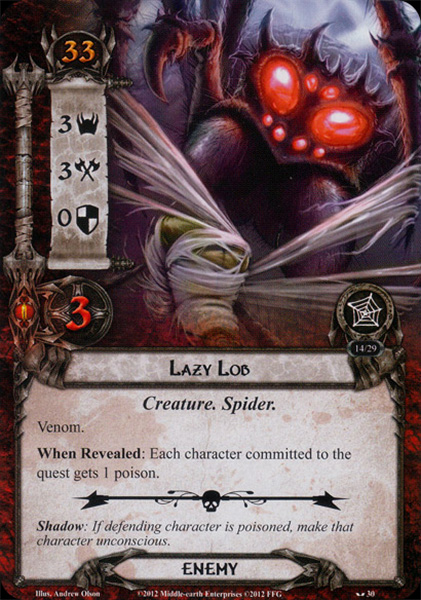 33
3
3
0
3
14/29
Lazy Lob
Creature. Spider.
Venom.
When Revealed: Each character committed to the
quest gets 1 poison.
Shadow: If defending character is poisoned, make that
character unconscious.
ENEMY
Illus. Andrew Olson ©2012 Middle-earth Enterprises ©2012 FFG 30